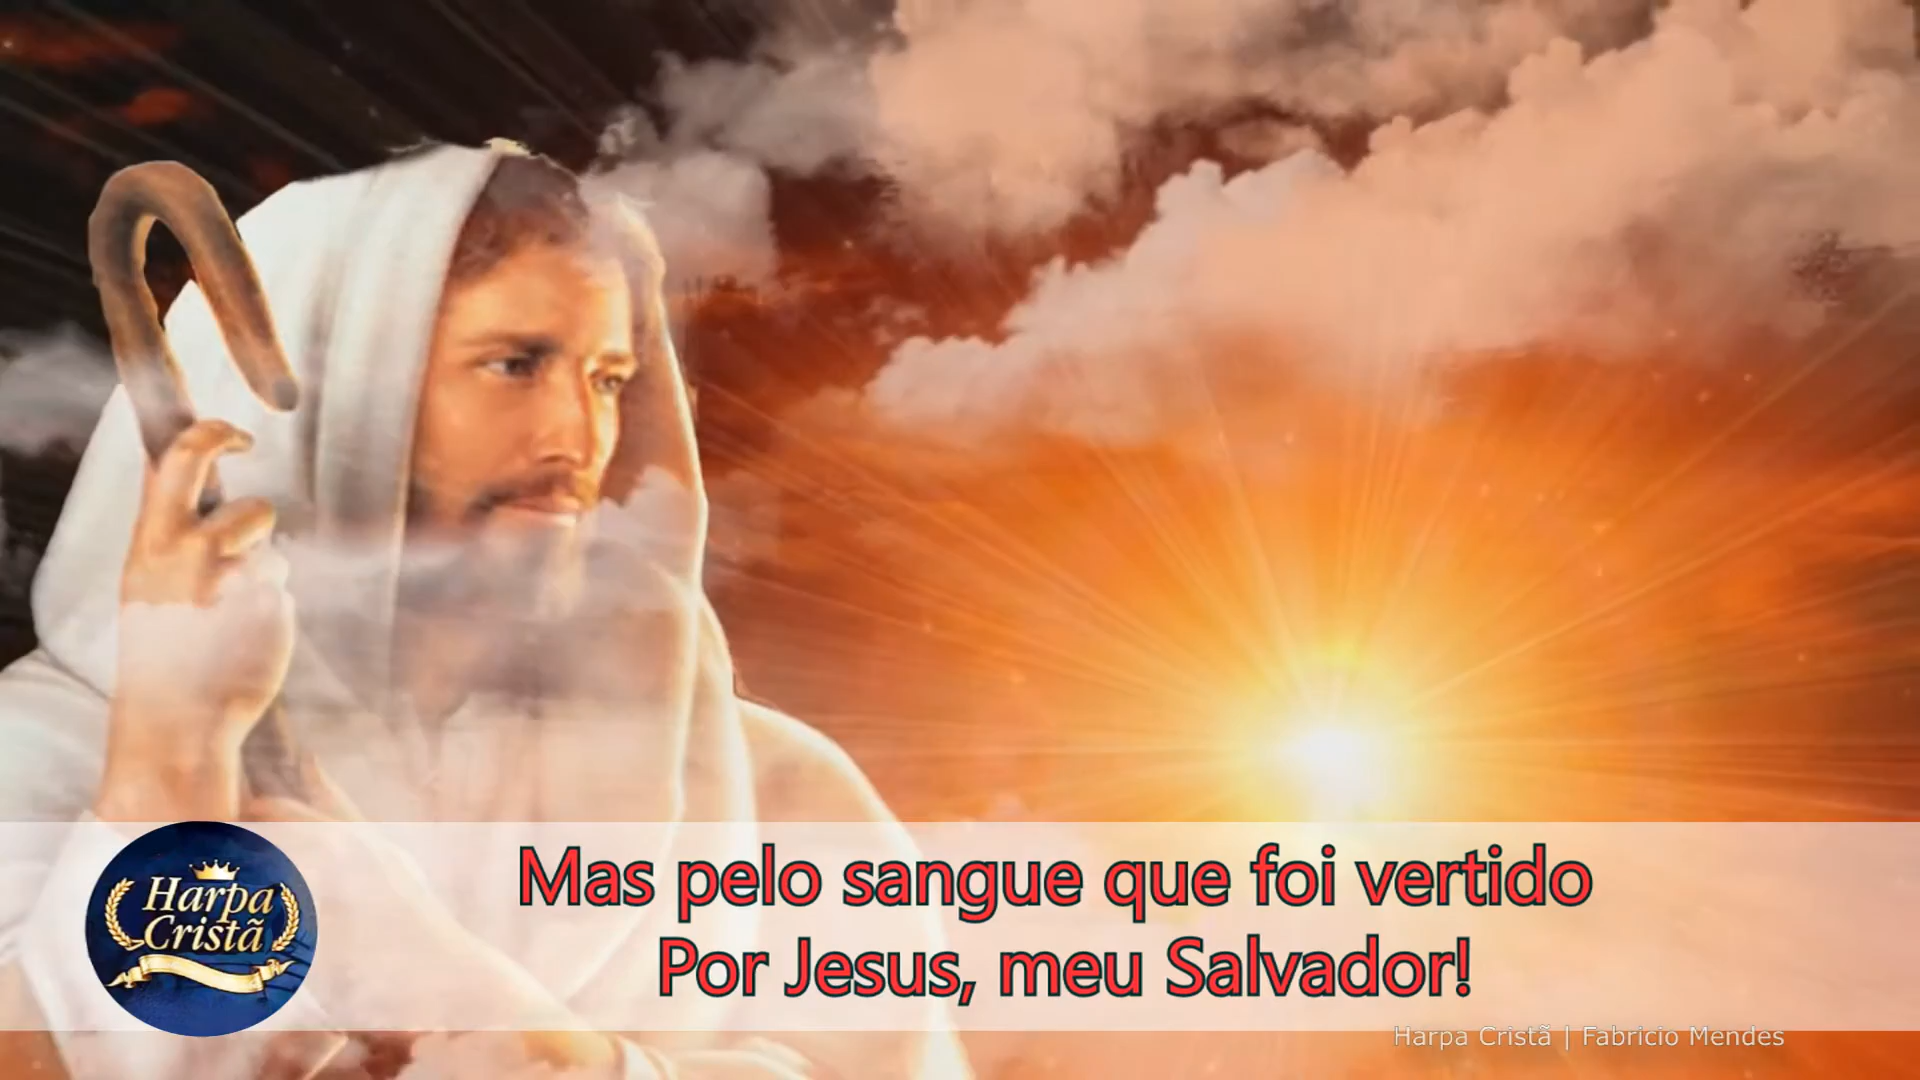 Mas pelo sangue que foi vertido
Por Jesus, meu Salvador!
Harpa
Cristã
Harpa Cristã | Fabricio Mendes